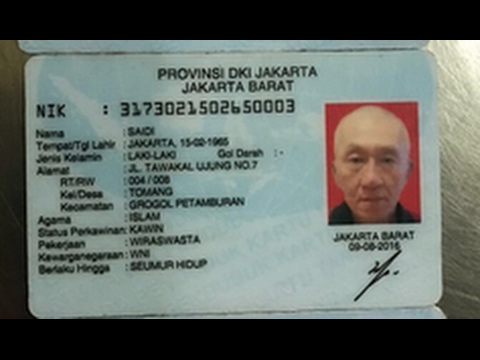 PROVINSI DKI JAKARTA
JAKARTA BARAT
NIK : 3173021502650003
Nama : SAIDI
Tempat/Tgl Lahir : JAKARTA, 15-02-1965
Jenis Kelamin : LAKI-LAKI Gol Darah : -
Alamat : JL. TAWAKAL UJUNG NO.7
RT/RW : 004 / 006
Kel/Desa : TOMANG
Kecamatan : GROGOL PETAMBURAN
Agama : ISLAM
Status Perkawinan: KAWIN
Pekerjaan : WIRASWASTA
Kewarganegaraan: WNI
Berlaku Hingga : SEUMUR HIDUP
JAKARTA BARAT
09-08-2016